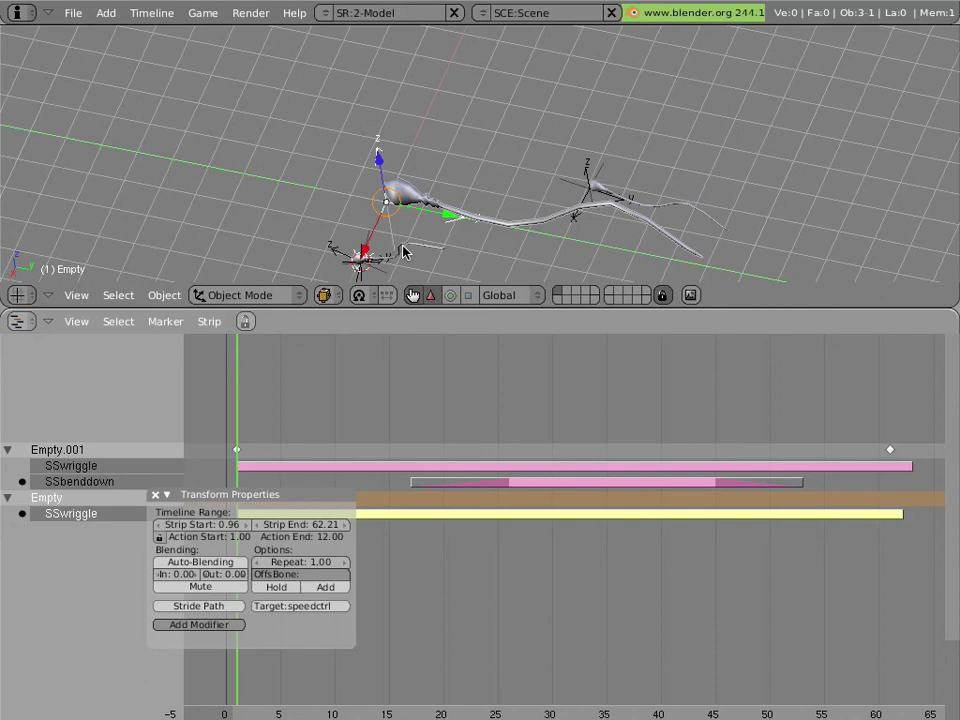 File Add Timeline Game Render Help SR:2-Model SCE:Scene www.blender.org 244.1 Ve:0 | Fa:0 | Ob:3-1 | La:0 | Mem:1
z
z
y
x
z
z
y
(1) Empty
View Select Object Object Mode Global
View Select Marker Strip
Empty.001
SSwriggle
SSbenddown
Empty
SSwriggle
Transform Properties
Timeline Range:
Strip Start: 0.96 Strip End: 62.21
Action Start: 1.00 Action End: 12.00
Blending: Options:
Auto-Blending Repeat: 1.00
In: 0.00 Out: 0.00 OffsBone:
Mute Hold Add
Stride Path Target:speedctrl
Add Modifier
-5 0 5 10 15 20 25 30 35 40 45 50 55 60 65